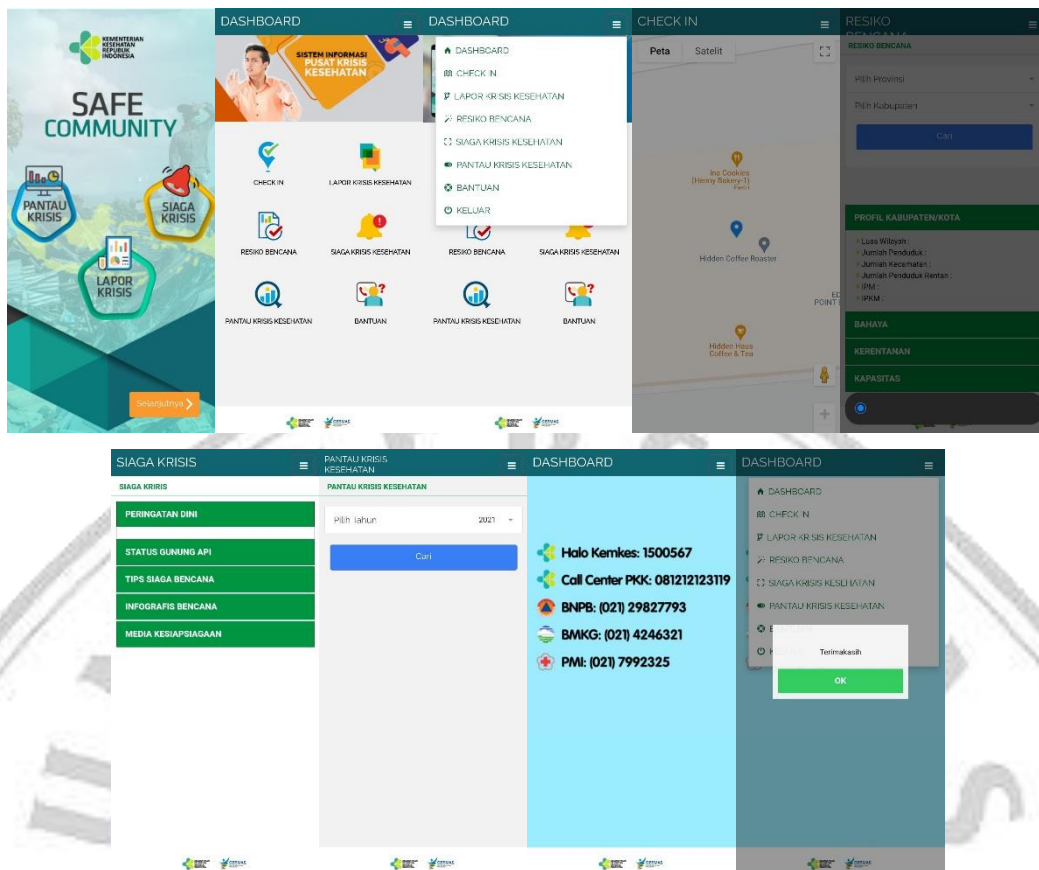 KEMENTERIAN
KESEHATAN
REPUBLIK
INDONESIA
SAFE
COMMUNITY
PANTAU
KRISIS
SIAGA
KRISIS
LAPOR
KRISIS
Selanjutnya
DASHBOARD
SISTEM INFORMASI
PUSAT KRISIS
KESEHATAN
CHECK IN
LAPOR KRISIS KESEHATAN
RESIKO BENCANA
SIAGA KRISIS KESEHATAN
PANTAU KRISIS KESEHATAN
BANTUAN
DASHBOARD
DASHBOARD
CHECK IN
LAPOR KRISIS KESEHATAN
RESIKO BENCANA
SIAGA KRISIS KESEHATAN
PANTAU KRISIS KESEHATAN
BANTUAN
KELUAR
RESIKO BENCANA
SIAGA KRISIS KESEHATAN
PANTAU KRISIS KESEHATAN
BANTUAN
CHECK IN
Peta
Satelit
Ina Cookies
(Henny Bakery-1)
Hidden Coffee Roaster
POINT
Hidden Haus
Coffee & Tea
RESIKO
BENCANA
RESIKO BENCANA
Pilih Provinsi
Pilih Kabupaten
Cari
PROFIL KABUPATEN/KOTA
Luas Wilayah :
Jumlah Penduduk :
Jumlah Kecamatan :
Jumlah Penduduk Rentan :
IPM :
IPKM :
BAHAYA
KERENTANAN
KAPASITAS
SIAGA KRISIS
SIAGA KRIRIS
PERINGATAN DINI
STATUS GUNUNG API
TIPS SIAGA BENCANA
INFOGRAFIS BENCANA
MEDIA KESIAPSIAGAAN
PANTAU KRISIS
KESEHATAN
PANTAU KRISIS KESEHATAN
Pilih Tahun 2021
Cari
DASHBOARD
Halo Kemkes: 1500567
Call Center PKK: 081212123119
BNPB: (021) 29827793
BMKG: (021) 4246321
PMI: (021) 7992325
DASHBOARD
DASHBOARD
CHECK IN
LAPOR KRISIS KESEHATAN
RESIKO BENCANA
SIAGA KRISIS KESEHATAN
PANTAU KRISIS KESEHATAN
Terimakasih
OK